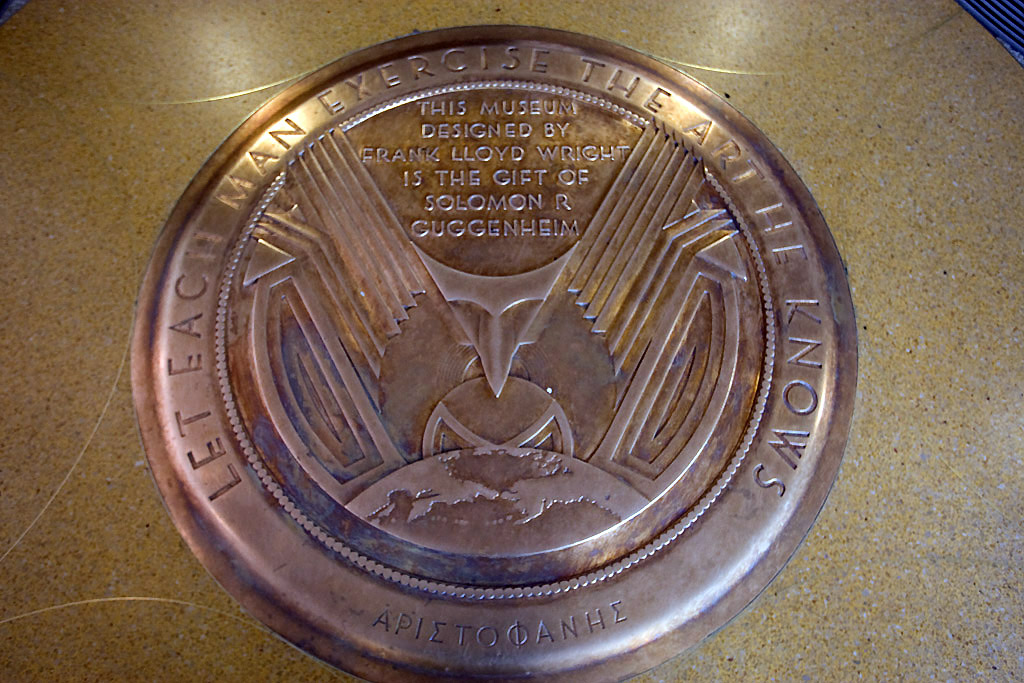 LET EACH MAN EXERCISE THE ART HE KNOWS
THIS MUSEUM
DESIGNED BY
FRANK LLOYD WRIGHT
IS THE GIFT OF
SOLOMON R
GUGGENHEIM
ΑΡΙΣΤΟΦΑΝΗΣ